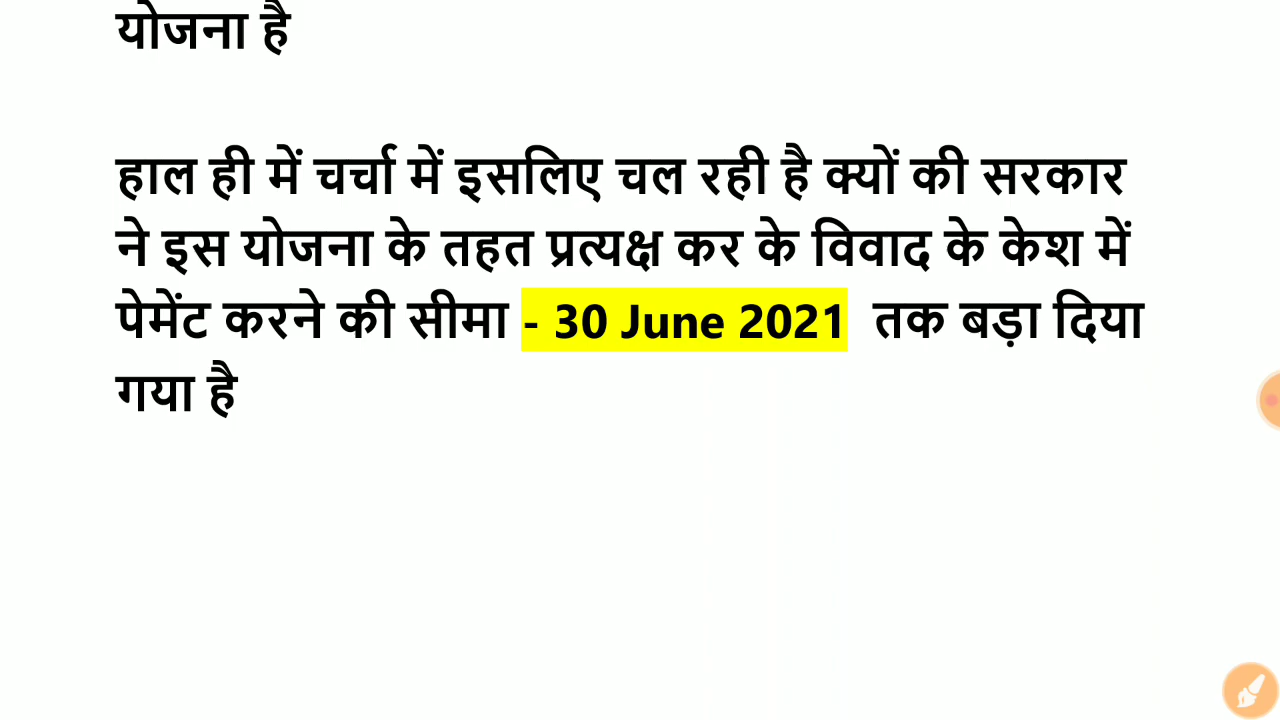 योजना है
हाल ही में चर्चा में इसलिए चल रही है क्यों की सरकार
ने इस योजना के तहत प्रत्यक्ष कर के विवाद के केश में
पेमेंट करने की सीमा - 30 June 2021 तक बड़ा दिया
गया है